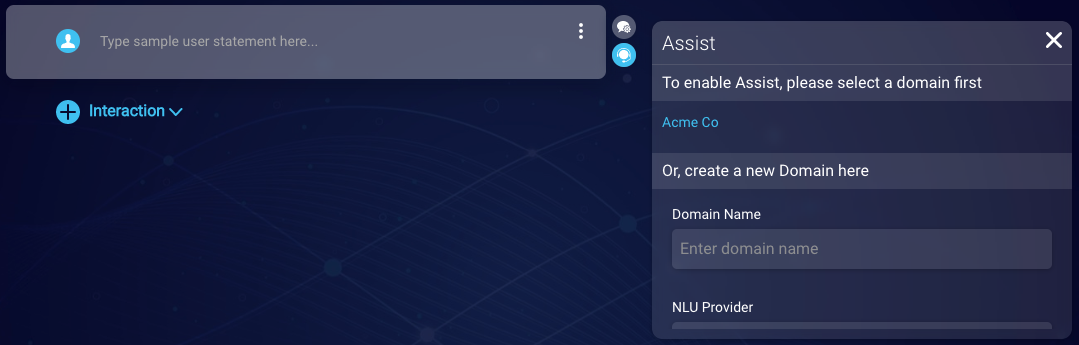 Type sample user statement here...
Interaction
Assist
To enable Assist, please select a domain first
Acme Co
Or, create a new Domain here
Domain Name
Enter domain name
NLU Provider